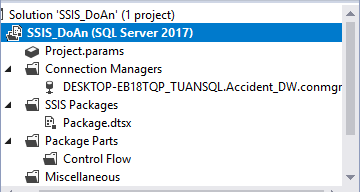 Solution 'SSIS_DoAn' (1 project)
SSIS_DoAn (SQL Server 2017)
Project.params
Connection Managers
DESKTOP-EB18TQP_TUANSQL.Accident_DW.conmgr
SSIS Packages
Package.dtsx
Package Parts
Control Flow
Miscellaneous